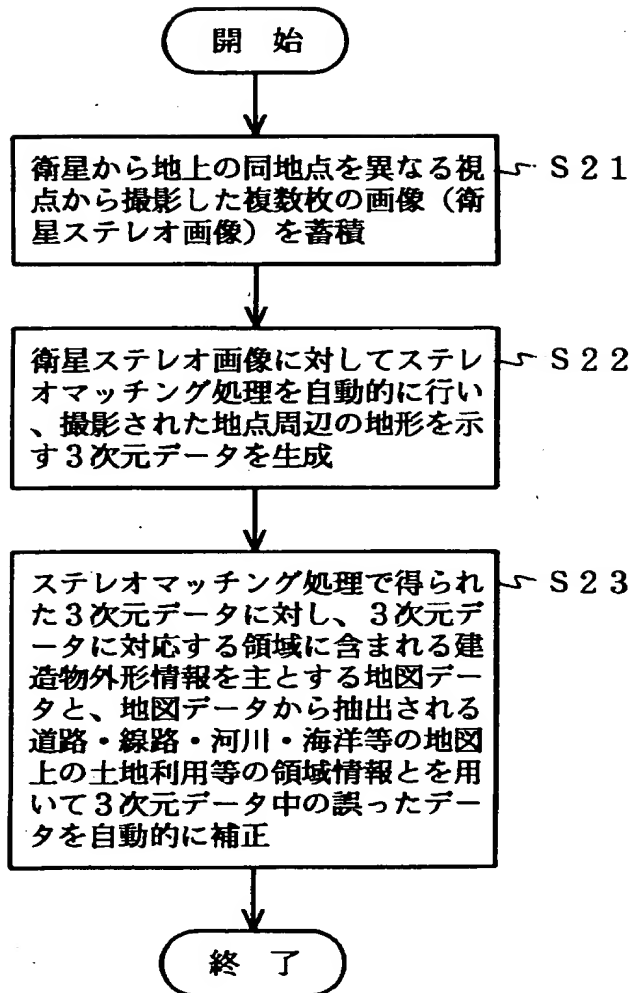 開 始
衛星から地上の同地点を異なる視
点から撮影した複数枚の画像（衛
星ステレオ画像）を蓄積
S21
衛星ステレオ画像に対してステレ
オマッチング処理を自動的に行い
、撮影された地点周辺の地形を示
す3次元データを生成
S22
ステレオマッチング処理で得られ
た3次元データに対し、3次元デ
ータに対応する領域に含まれる建
造物外形情報を主とする地図デー
タと、地図データから抽出される
道路・線路・河川・海洋等の地図
上の土地利用等の領域情報とを用
いて3次元データ中の誤ったデー
タを自動的に補正
S23
終 了